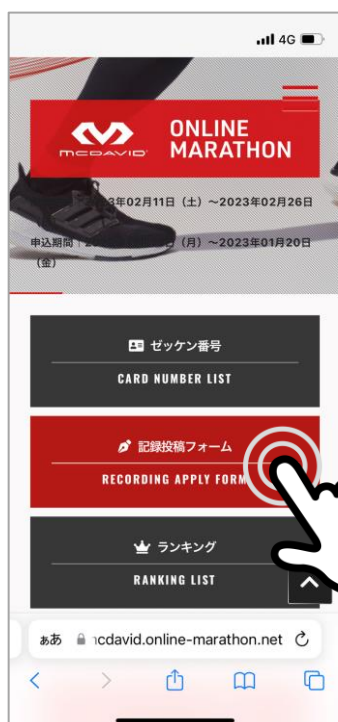 4G
ONLINE
MCDAVID MARATHON
3年02月11日（土）～2023年02月26日
申込期間 （月）～2023年01月20日
（金）
ゼッケン番号
CARD NUMBER LIST
記録投稿フォーム
RECORDING APPLY FORM
ランキング
RANKING LIST
ああ cdavid.online-marathon.net